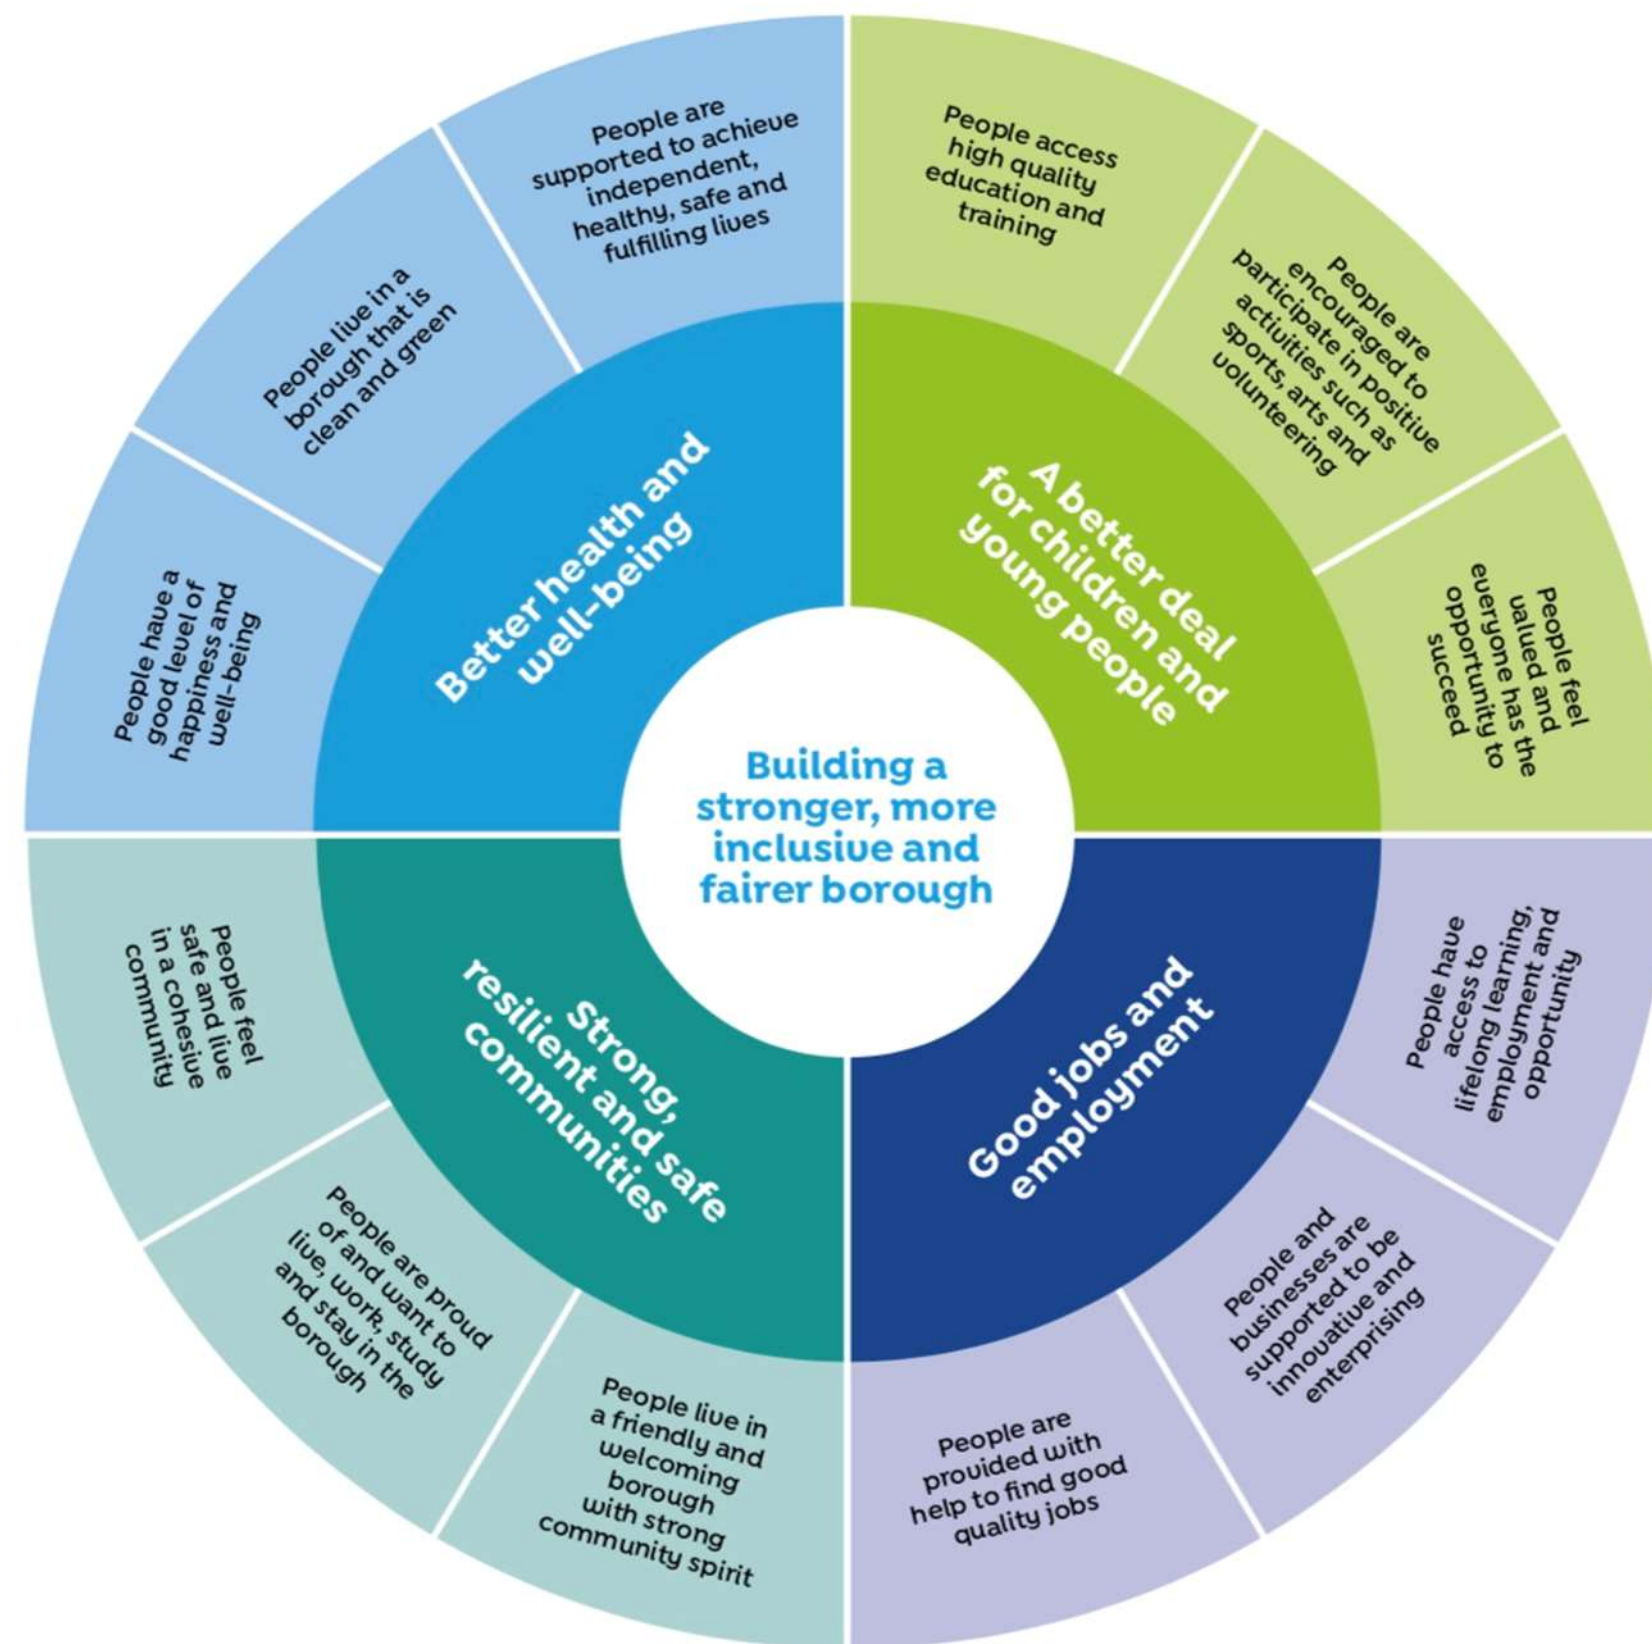 Building a
stronger, more
inclusive and
fairer borough
A better deal
for children and
young people
People access
high quality
education and
training
People are
encouraged to
participate in positive
activities such as
sports, arts and
volunteering
People feel
valued and
everyone has the
opportunity to
succeed
Good jobs and
employment
People have
access to
lifelong learning,
employment and
opportunity
People and
businesses are
supported to be
innovative and
enterprising
People are
provided with
help to find good
quality jobs
Strong,
resilient and safe
communities
People live in
a friendly and
welcoming
borough
with strong
community spirit
People are proud
of and want to
live, work, study
and stay in the
borough
People feel
safe and live
in a cohesive
community
Better health and
well-being
People have a
good level of
happiness and
well-being
People live in a
borough that is
clean and green
People are
supported to achieve
independent,
healthy, safe and
fulfilling lives